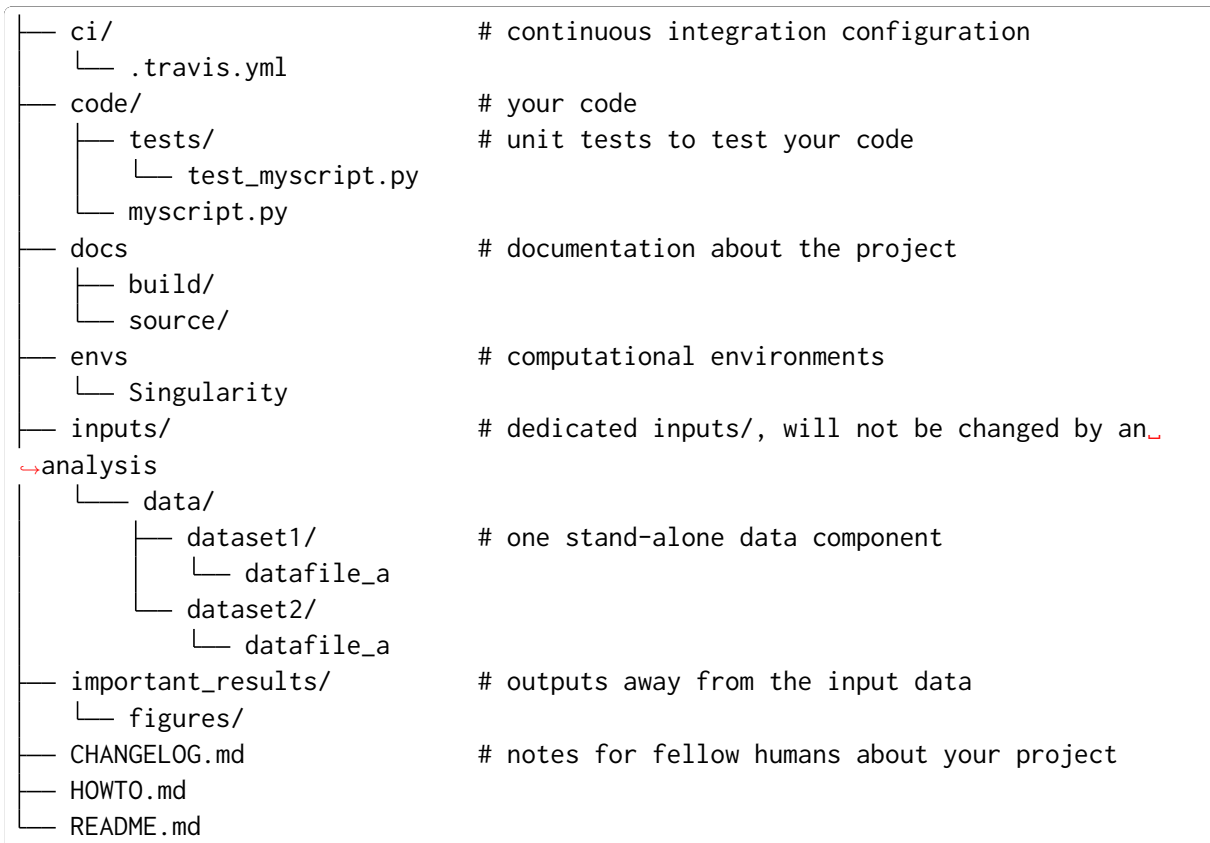 ├── ci/                         # continuous integration configuration
│   └── .travis.yml
├── code/                       # your code
│   ├── tests/                  # unit tests to test your code
│   │   └── test_myscript.py
│   └── myscript.py
├── docs                        # documentation about the project
│   ├── build/
│   └── source/
├── envs                        # computational environments
│   └── Singularity
├── inputs/                     # dedicated inputs/, will not be changed by an␣
↪analysis
│   └─── data/
│       ├── dataset1/           # one stand-alone data component
│       │   └── datafile_a
│       └── dataset2/
│           └── datafile_a
├── important_results/          # outputs away from the input data
│   └── figures/
├── CHANGELOG.md                # notes for fellow humans about your project
├── HOWTO.md
└── README.md